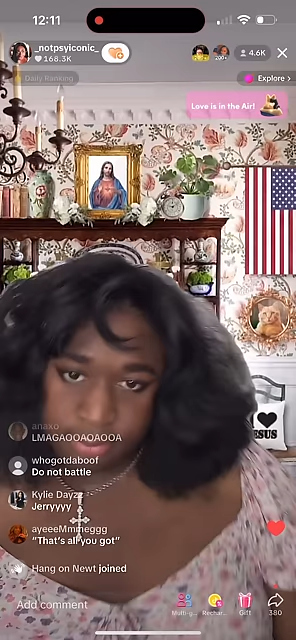 12:11
_notpsyiconic_
168.3K
200+
4.6K
Daily Ranking
Explore >
Love is in the Air!
I
JESUS
anaxo
LMAGAOOAOAOOA
whogotdaboof
Do not battle
Kylie Dayzz
Jerryyyy
ayeeeMmmeggg
“That’s all you got”
Hang on Newt joined
Add comment
Multi-g...
Rechar...
Gift
380